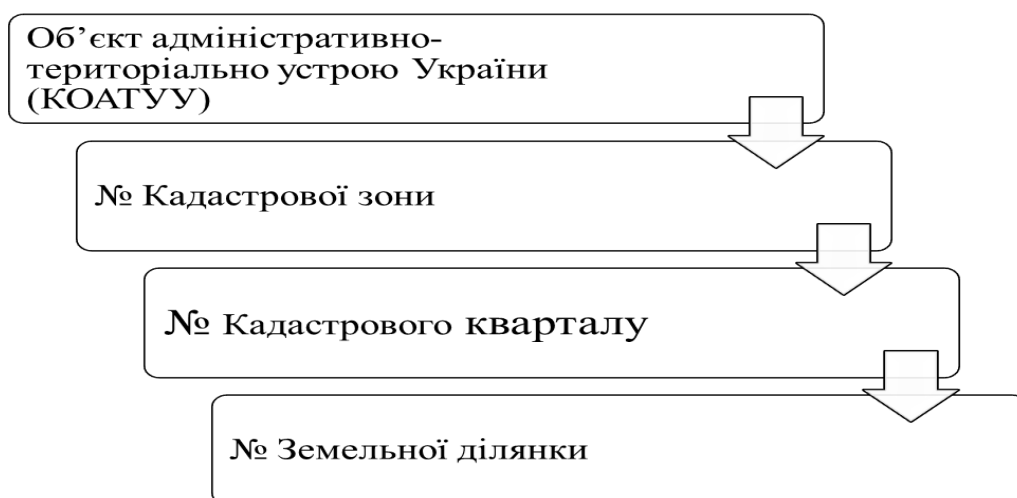 Об’єкт адміністративно-
територіально устрою України
(КОАТУУ)
№ Кадастрової зони
№ Кадастрового кварталу
№ Земельної ділянки